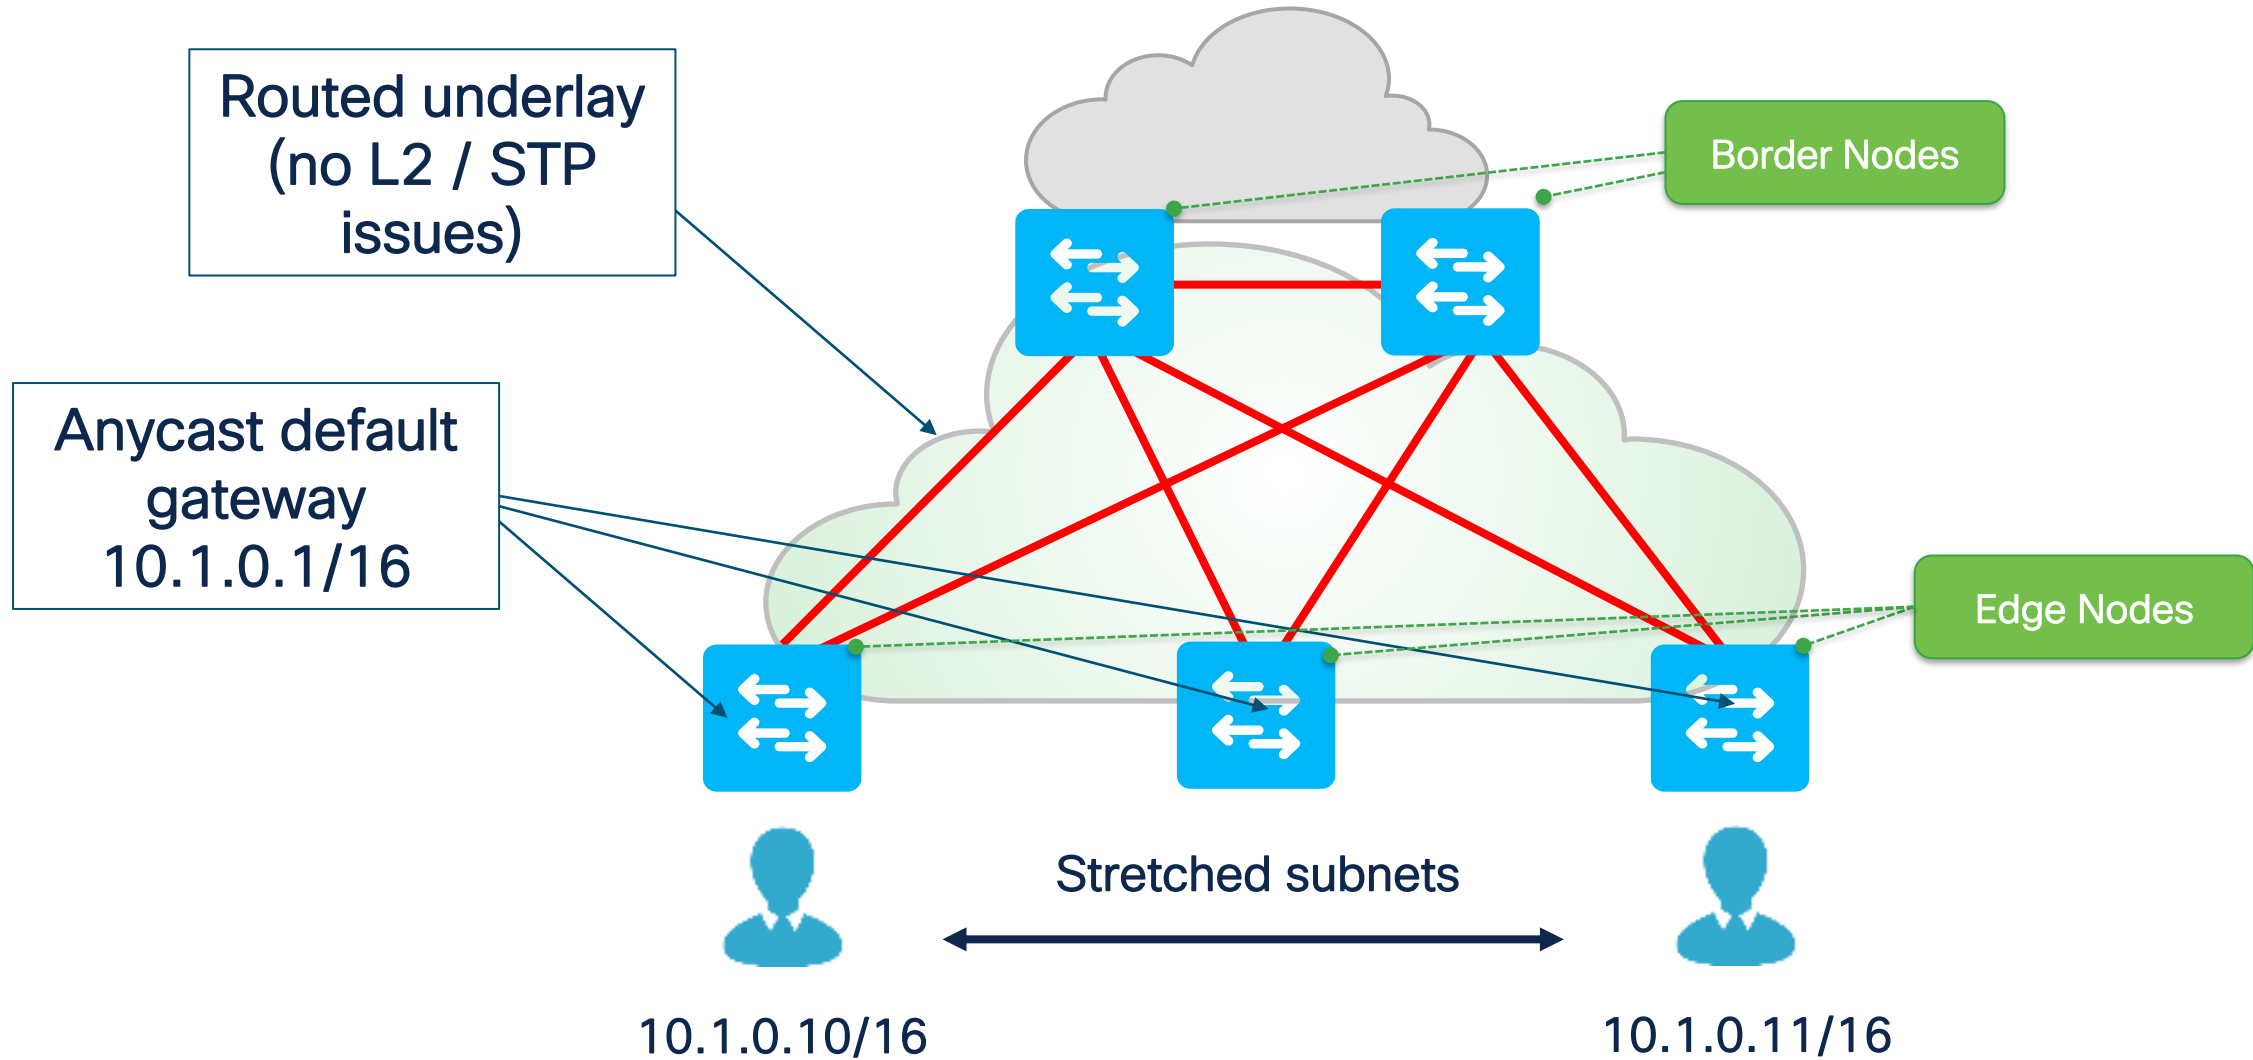 Routed underlay
(no L2 / STP
issues)
Border Nodes
Anycast default
gateway
10.1.0.1/16
Edge Nodes
Stretched subnets
10.1.0.10/16
10.1.0.11/16